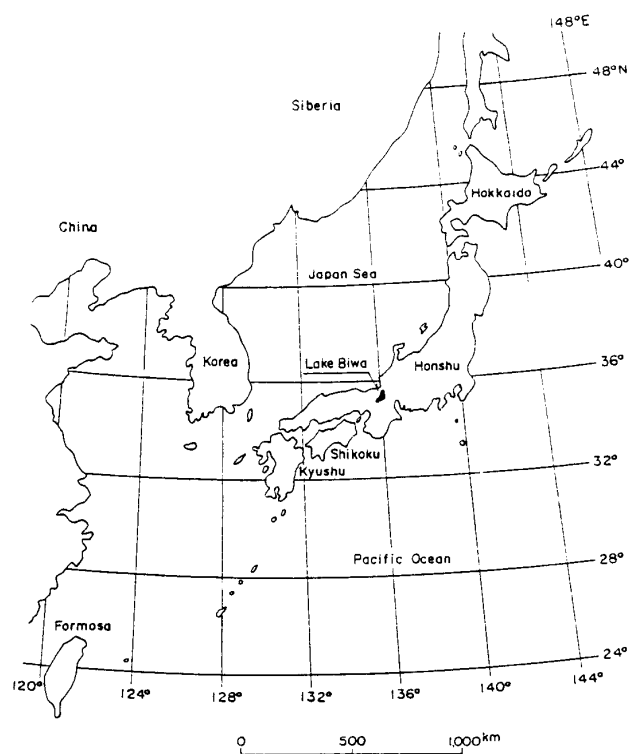 148°E
48°N
Siberia
44°
Hokkaido
China
40°
Japan Sea
36°
Korea
Lake Biwa
Honshu
Shikoku
32°
Kyushu
Pacific Ocean
28°
Formosa
24°
120° 124° 128° 132° 136° 140° 144°
0 500 1,000km